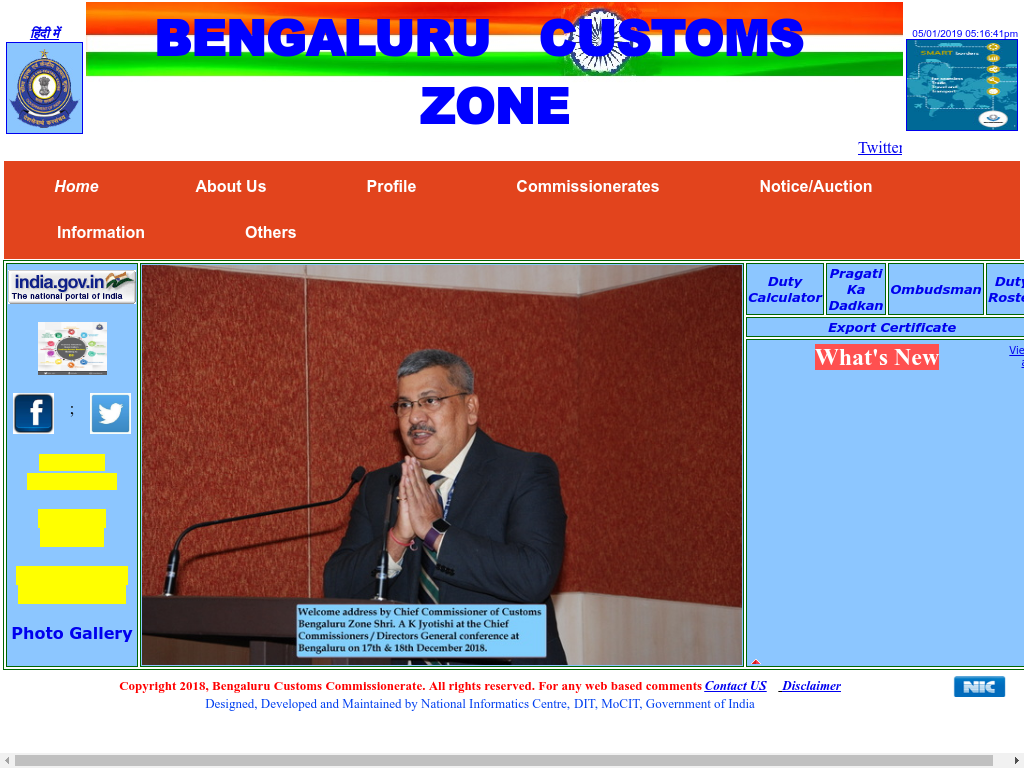 हिंदी में
BENGALURU CUSTOMS
ZONE
05/01/2019 05:16:41pm
SMART borders
Twitter
Home About Us Profile Commissionerates Notice/Auction
Information Others
india.gov.in
The national portal of India
;
Photo Gallery
Welcome address by Chief Commissioner of Customs
Bengaluru Zone Shri. A K Jyotishi at the Chief
Commissioners / Directors General conference at
Bengaluru on 17th & 18th December 2018.
Duty
Calculator
Pragati
Ka
Dadkan
Ombudsman
Duty
Export Certificate
What's New
Copyright 2018, Bengaluru Customs Commissionerate. All rights reserved. For any web based comments Contact US Disclaimer
NIC
Designed, Developed and Maintained by National Informatics Centre, DIT, MoCIT, Government of India